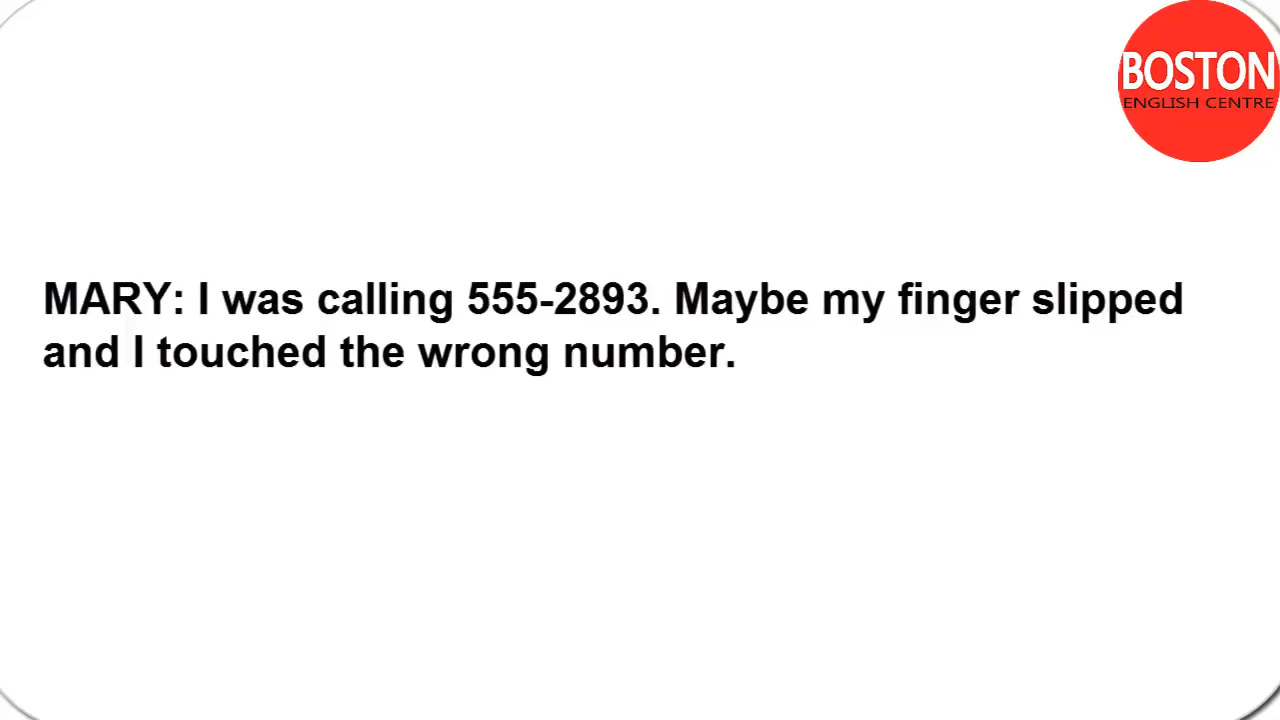 BOSTON
ENGLISH CENTRE
MARY: I was calling 555-2893. Maybe my finger slipped
and I touched the wrong number.